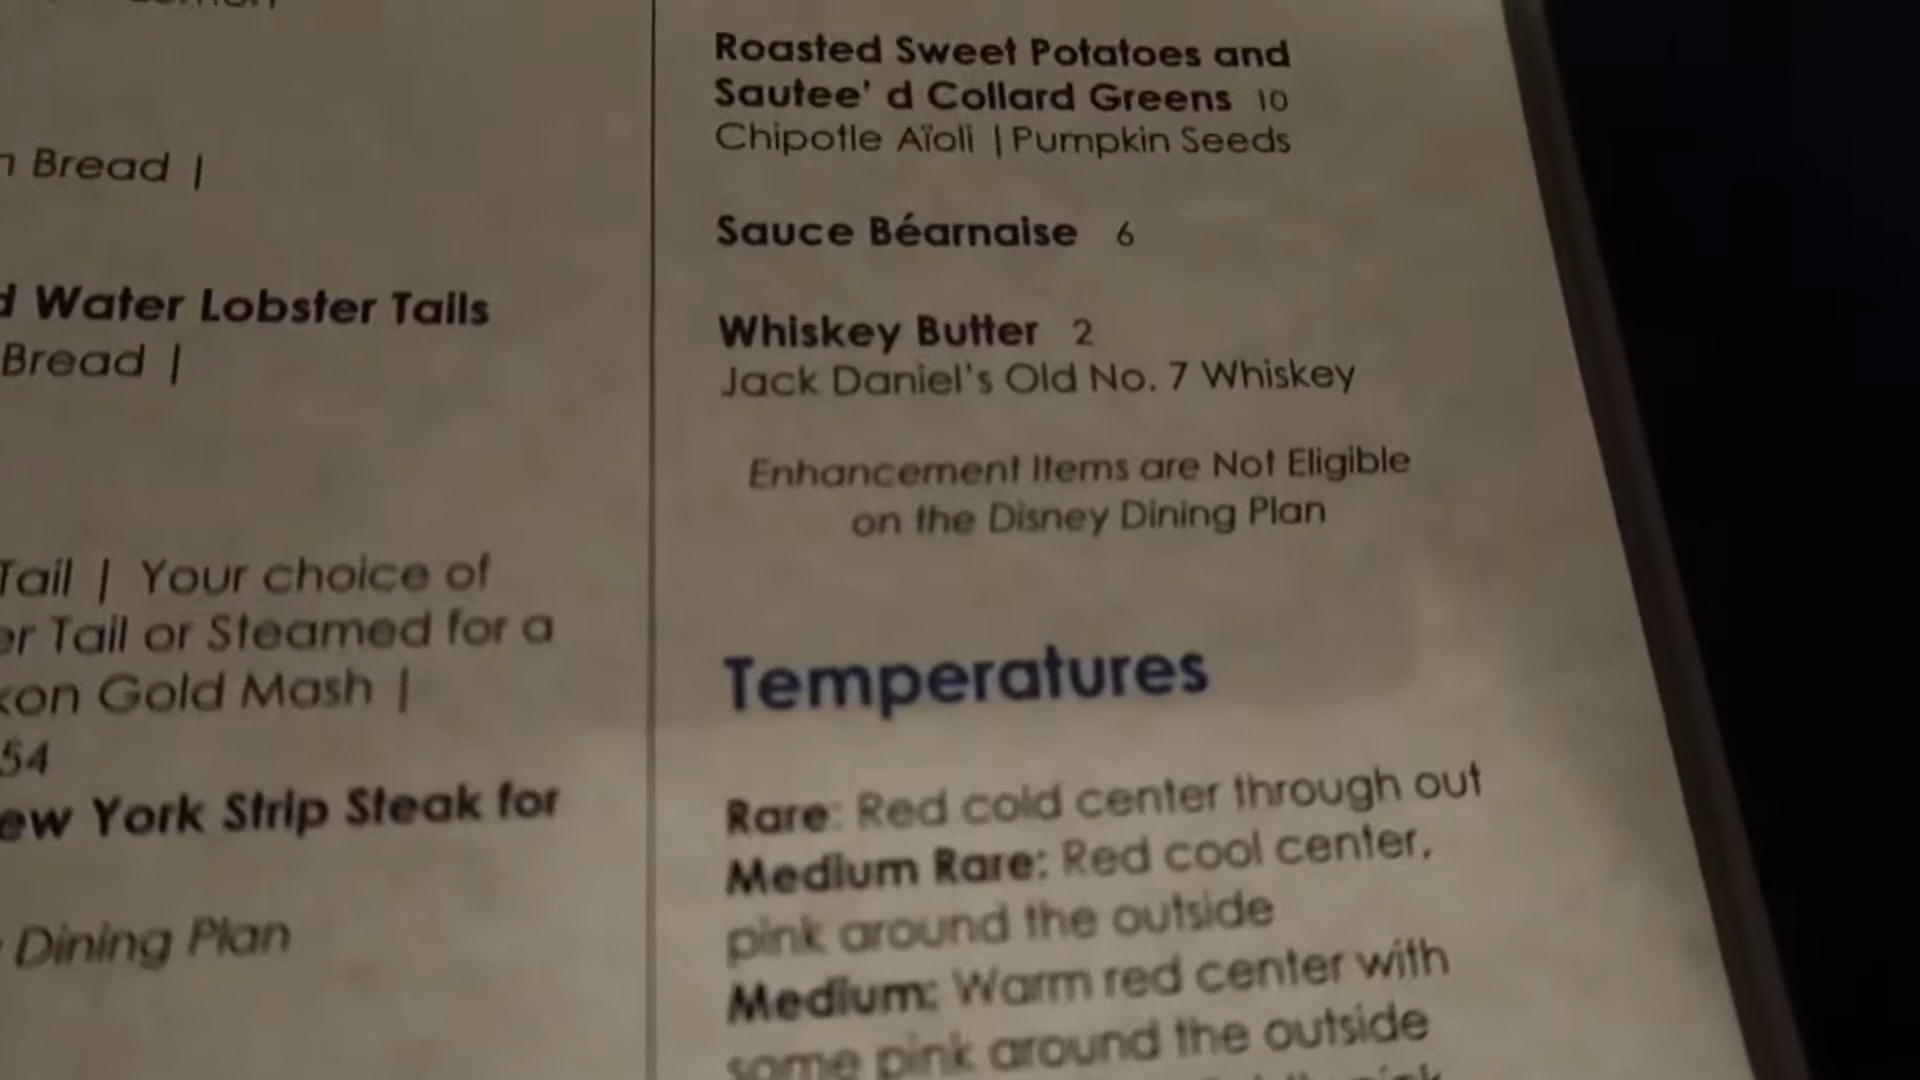 Bread |
Water Lobster Tails
Bread |
Tail | Your choice of
Tail or Steamed for a
Gold Mash |
54
York Strip Steak for
Dining Plan
Roasted Sweet Potatoes and
Sautee' d Collard Greens 10
Chipotle Aïoli | Pumpkin Seeds
Sauce Béarnaise 6
Whiskey Butter 2
Jack Daniel's Old No. 7 Whiskey
Enhancement Items are Not Eligible
on the Disney Dining Plan
Temperatures
Rare: Red cold center through out
Medium Rare: Red cool center,
pink around the outside
Medium: Warm red center with
some pink around the outside